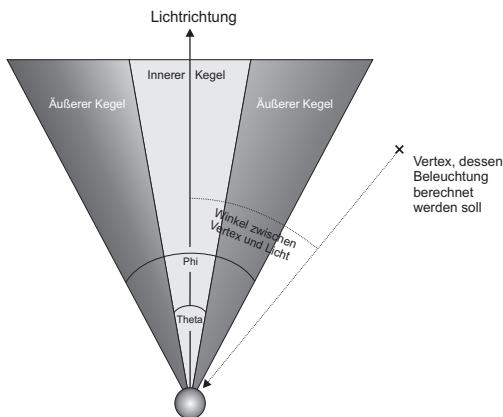 Lichtrichtung
Innerer Kegel
Äußerer Kegel
Äußerer Kegel
Vertex, dessen
Beleuchtung
berechnet
werden soll
Winkel zwischen
Vertex und Licht
Phi
Theta